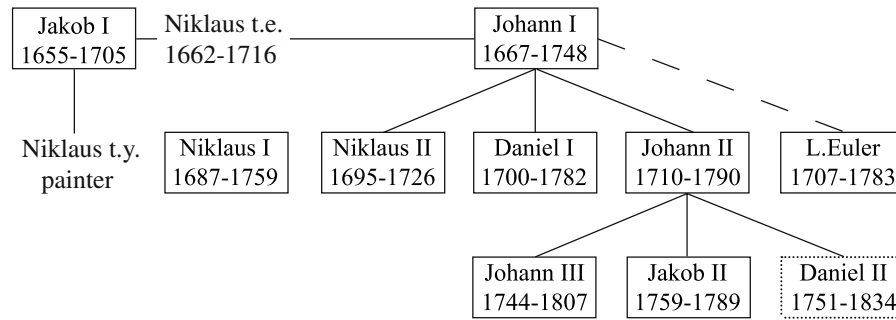 Jakob I
1655-1705
Niklaus t.e.
1662-1716
Johann I
1667-1748
Niklaus t.y.
painter
Niklaus I
1687-1759
Niklaus II
1695-1726
Daniel I
1700-1782
Johann II
1710-1790
L.Euler
1707-1783
Johann III
1744-1807
Jakob II
1759-1789
Daniel II
1751-1834